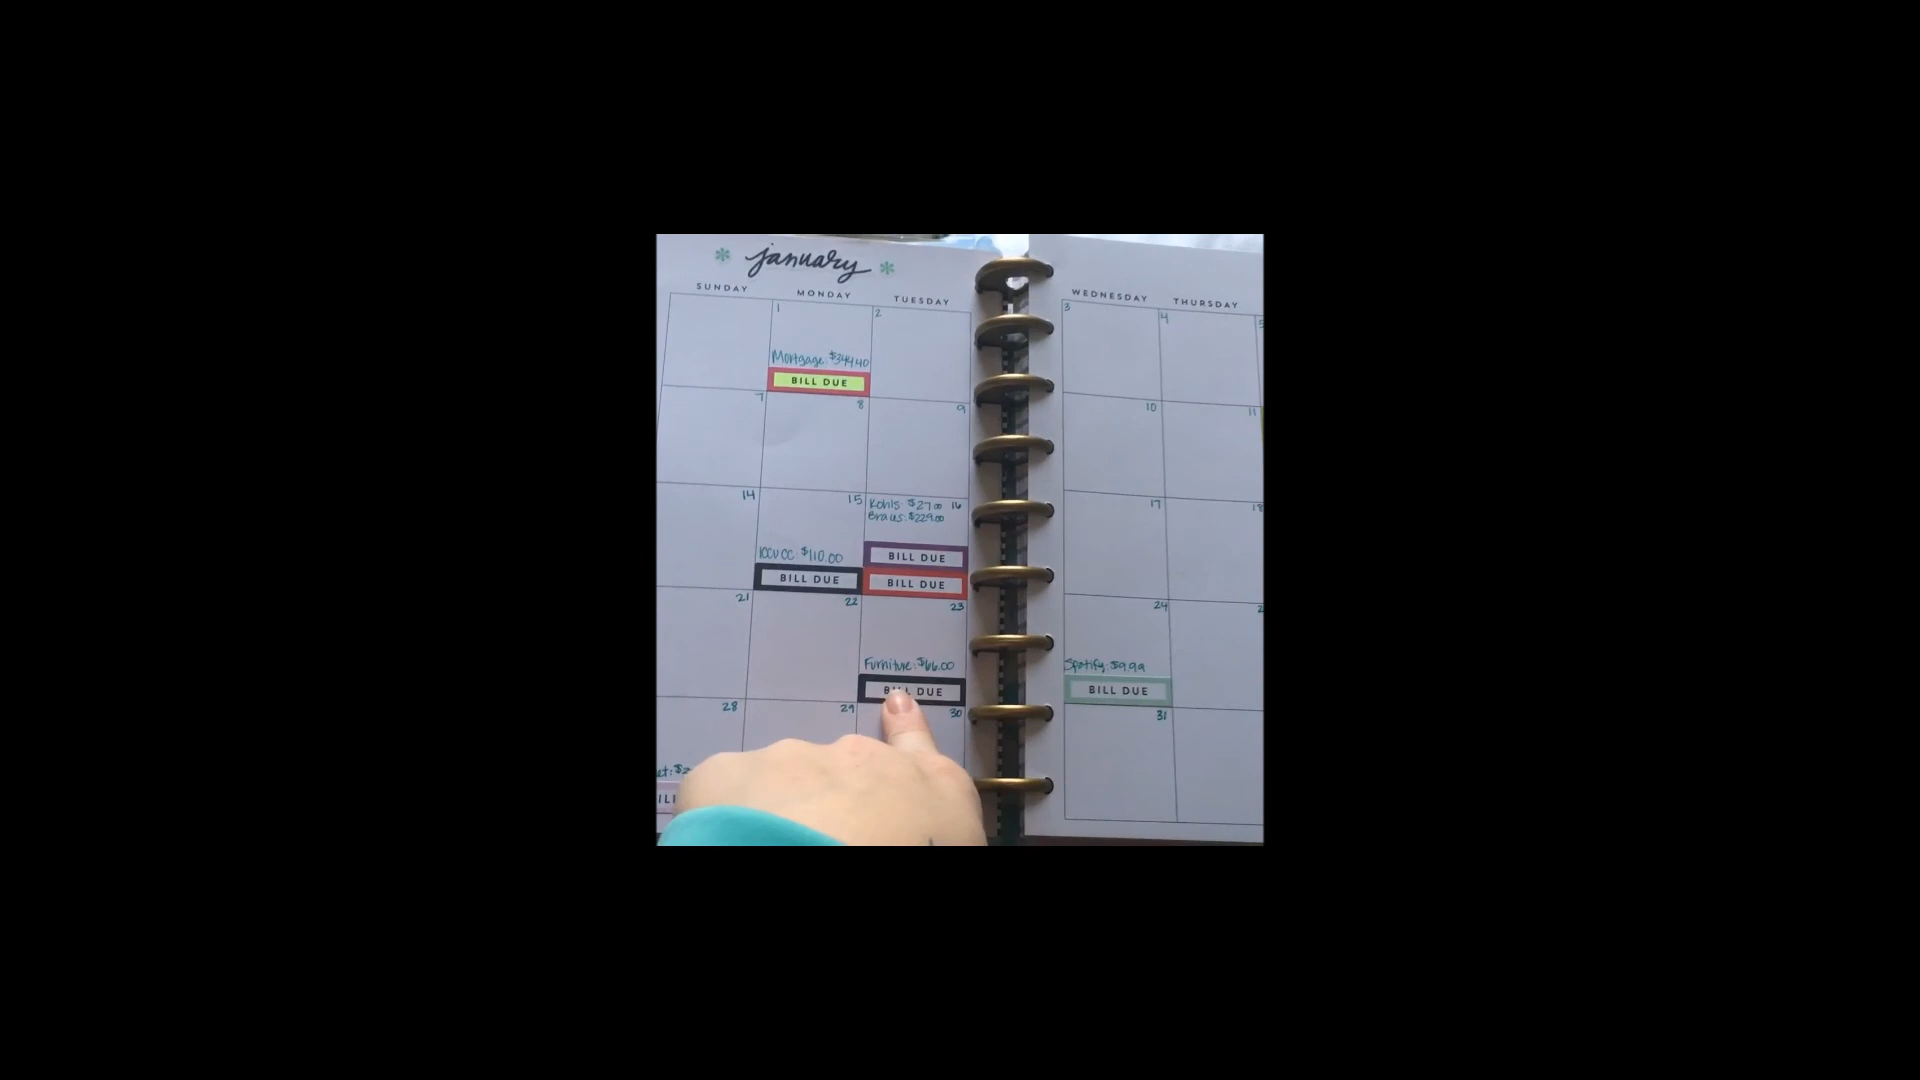 january
SUNDAY MONDAY TUESDAY WEDNESDAY THURSDAY
1 2 3 4 5
Mortgage: $344.40
BILL DUE
7 8 9 10 11
14 15 16 17 18
Kohls: $27.00
Braces: $229.00
ICCU CC $110.00
BILL DUE
BILL DUE
BILL DUE
21 22 23 24
Furniture: $66.00 Spotify: $9.99
BILL DUE BILL DUE
28 29 30 31